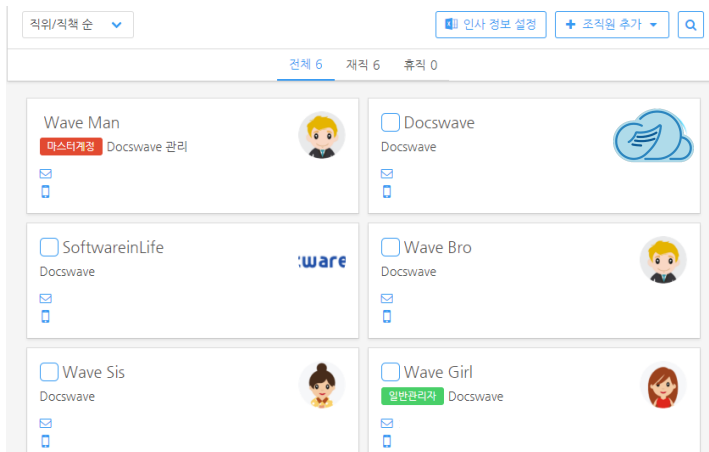 직위/직책 순
인사 정보 설정
조직원 추가
전체 6 재직 6 휴직 0
Wave Man
마스터계정 Docswave 관리
Docswave
Docswave
SoftwareinLife
Docswave
ware
Wave Bro
Docswave
Wave Sis
Docswave
Wave Girl
일반관리자 Docswave